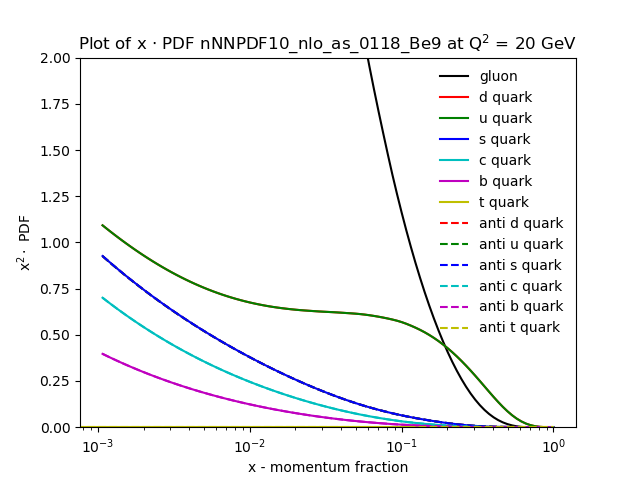 Plot of x · PDF nNNPDF10_nlo_as_0118_Be9 at Q² = 20 GeV
2.00
1.75
1.50
1.25
1.00
0.75
0.50
0.25
0.00
x²· PDF
gluon
d quark
u quark
s quark
c quark
b quark
t quark
anti d quark
anti u quark
anti s quark
anti c quark
anti b quark
anti t quark
10⁻³ 10⁻² 10⁻¹ 10⁰
x - momentum fraction